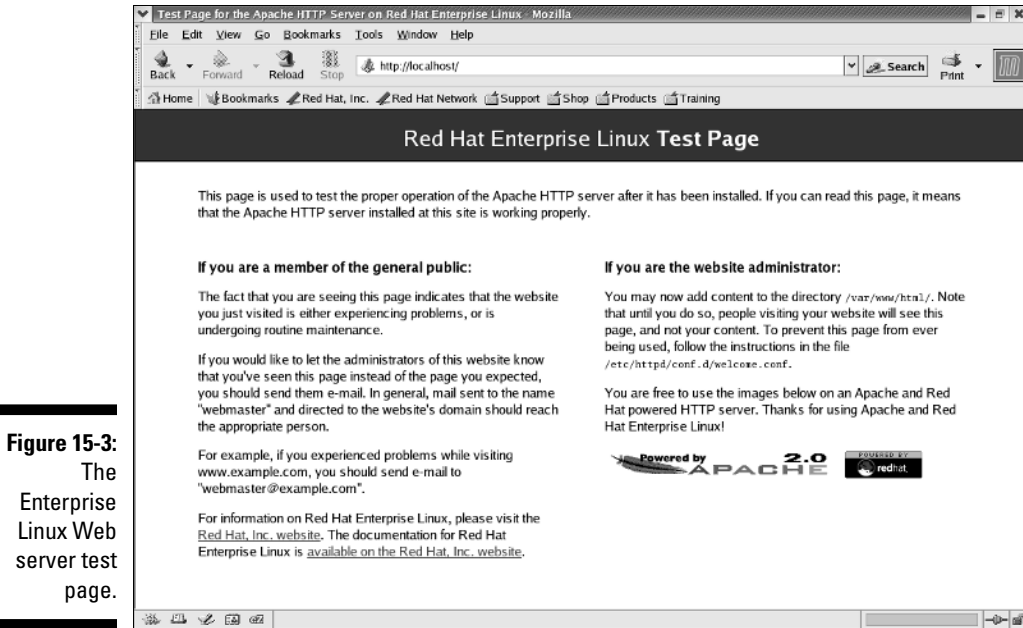 Test Page for the Apache HTTP Server on Red Hat Enterprise Linux - Mozilla
File Edit View Go Bookmarks Tools Window Help
Back Forward Reload Stop http://localhost/ Search Print
Home Bookmarks Red Hat, Inc. Red Hat Network Support Shop Products Training
Red Hat Enterprise Linux Test Page
This page is used to test the proper operation of the Apache HTTP server after it has been installed. If you can read this page, it means
that the Apache HTTP server installed at this site is working properly.
If you are a member of the general public:
The fact that you are seeing this page indicates that the website
you just visited is either experiencing problems, or is
undergoing routine maintenance.
If you would like to let the administrators of this website know
that you've seen this page instead of the page you expected,
you should send them e-mail. In general, mail sent to the name
"webmaster" and directed to the website's domain should reach
the appropriate person.
For example, if you experienced problems while visiting
www.example.com, you should send e-mail to
"webmaster@example.com".
For information on Red Hat Enterprise Linux, please visit the
Red Hat, Inc. website. The documentation for Red Hat
Enterprise Linux is available on the Red Hat, Inc. website.
If you are the website administrator:
You may now add content to the directory /var/www/html/. Note
that until you do so, people visiting your website will see this
page, and not your content. To prevent this page from ever
being used, follow the instructions in the file
/etc/httpd/conf.d/welcome.conf.
You are free to use the images below on an Apache and Red
Hat powered HTTP server. Thanks for using Apache and Red
Hat Enterprise Linux!
Powered by APACHE 2.0
POWERED BY redhat
Figure 15-3:
The
Enterprise
Linux Web
server test
page.